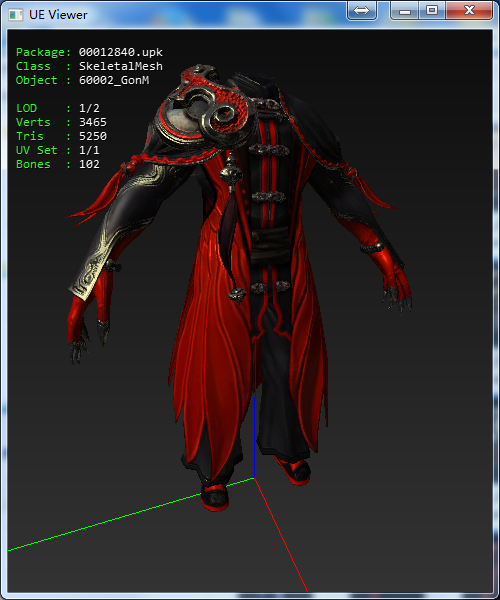 UE Viewer
Package: 00012840.upk
Class : SkeletalMesh
Object : 60002_GonM
LOD : 1/2
Verts : 3465
Tris : 5250
UV Set : 1/1
Bones : 102